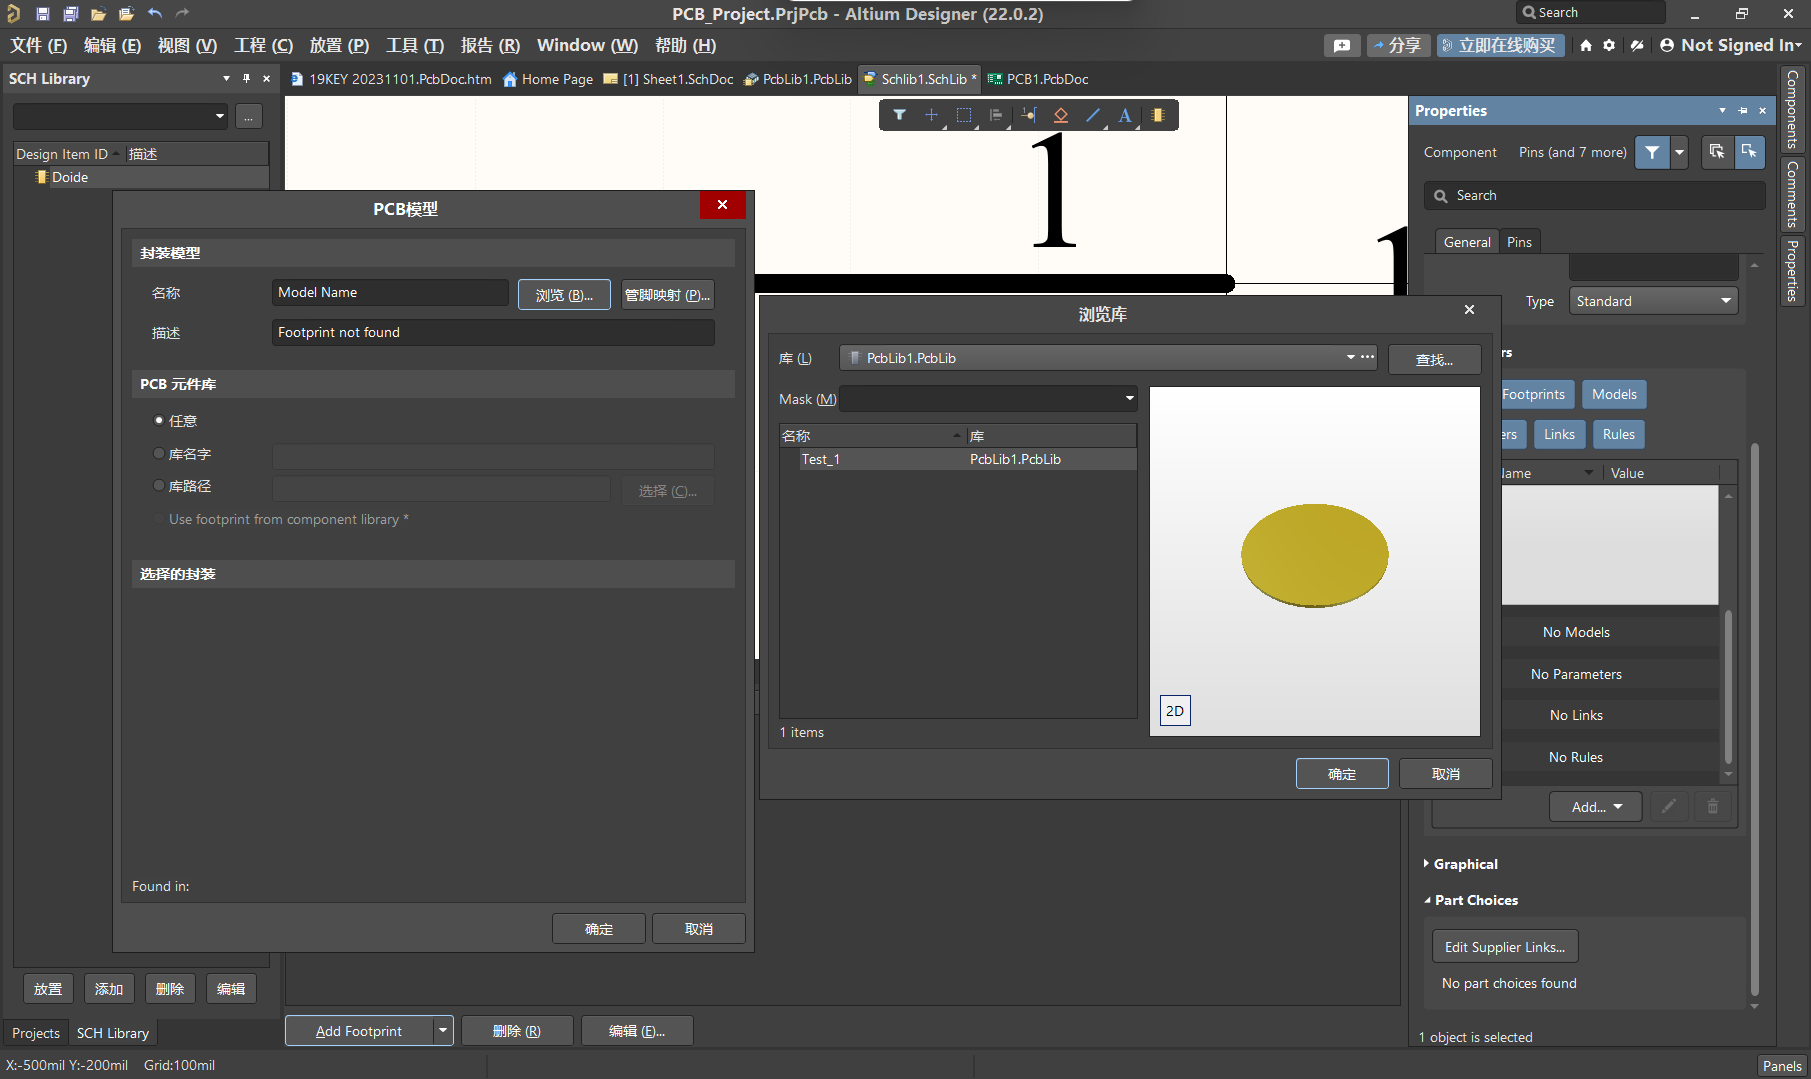 PCB_Project.PrjPcb - Altium Designer (22.0.2)
Search
文件 (F) 编辑 (E) 视图 (V) 工程 (C) 放置 (P) 工具 (T) 报告 (R) Window (W) 帮助 (H)
分享
立即在线购买
Not Signed In
SCH Library
19KEY 20231101.PcbDoc.htm
Home Page
[1] Sheet1.SchDoc
PcbLib1.PcbLib
Schlib1.SchLib *
PCB1.PcbDoc
...
Design Item ID
描述
Doide
1
1
PCB模型
封装模型
名称
Model Name
浏览 (B)...
管脚映射 (P)...
描述
Footprint not found
PCB 元件库
任意
库名字
库路径
选择 (C)...
Use footprint from component library *
选择的封装
Found in:
确定
取消
浏览库
库 (L)
PcbLib1.PcbLib
...
查找...
Mask (M)
名称
库
Test_1
PcbLib1.PcbLib
2D
1 items
确定
取消
Properties
Component
Pins (and 7 more)
Search
General
Pins
Type
Standard
rs
Footprints
Models
ers
Links
Rules
Name
Value
No Models
No Parameters
No Links
No Rules
Add...
Graphical
Part Choices
Edit Supplier Links...
No part choices found
1 object is selected
Components
Comments
Properties
放置
添加
删除
编辑
Projects
SCH Library
Add Footprint
删除 (R)
编辑 (E)...
X:-500mil Y:-200mil
Grid:100mil
Panels